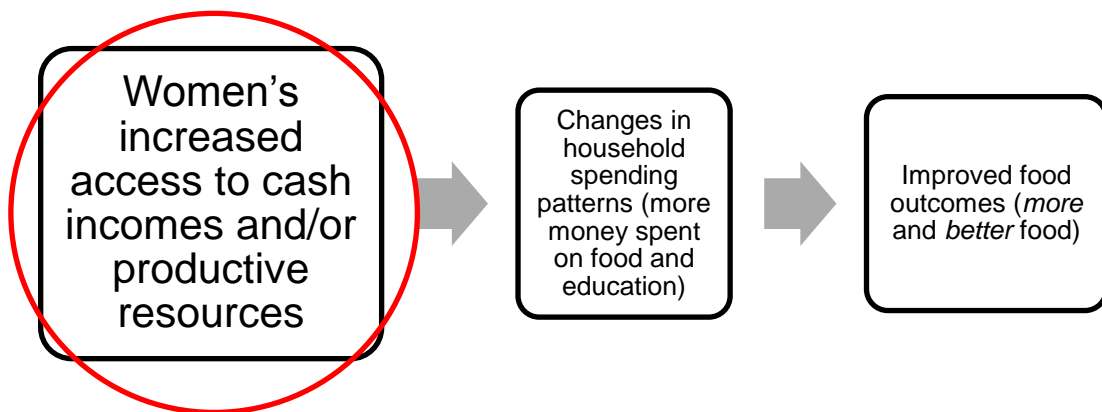 Women’s
increased
access to cash
incomes and/or
productive
resources
Changes in
household
spending
patterns (more
money spent
on food and
education)
Improved food
outcomes (more
and better food)